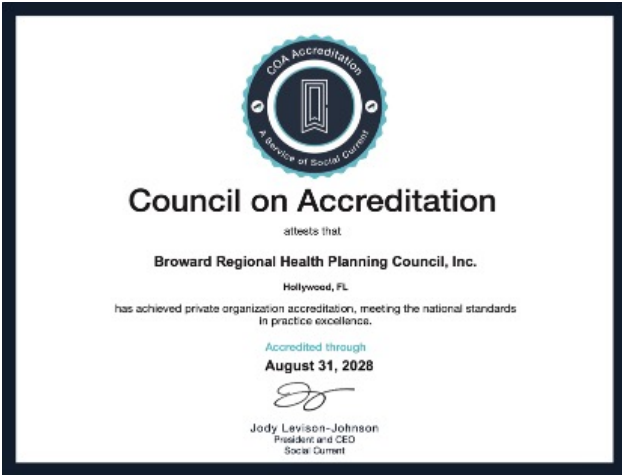 COA Accreditation
A Service of Social Current
Council on Accreditation
attests that
Broward Regional Health Planning Council, Inc.
Hollywood, FL
has achieved private organization accreditation, meeting the national standards
in practice excellence.
Accredited through
August 31, 2028
Jody Levison-Johnson
President and CEO
Social Current